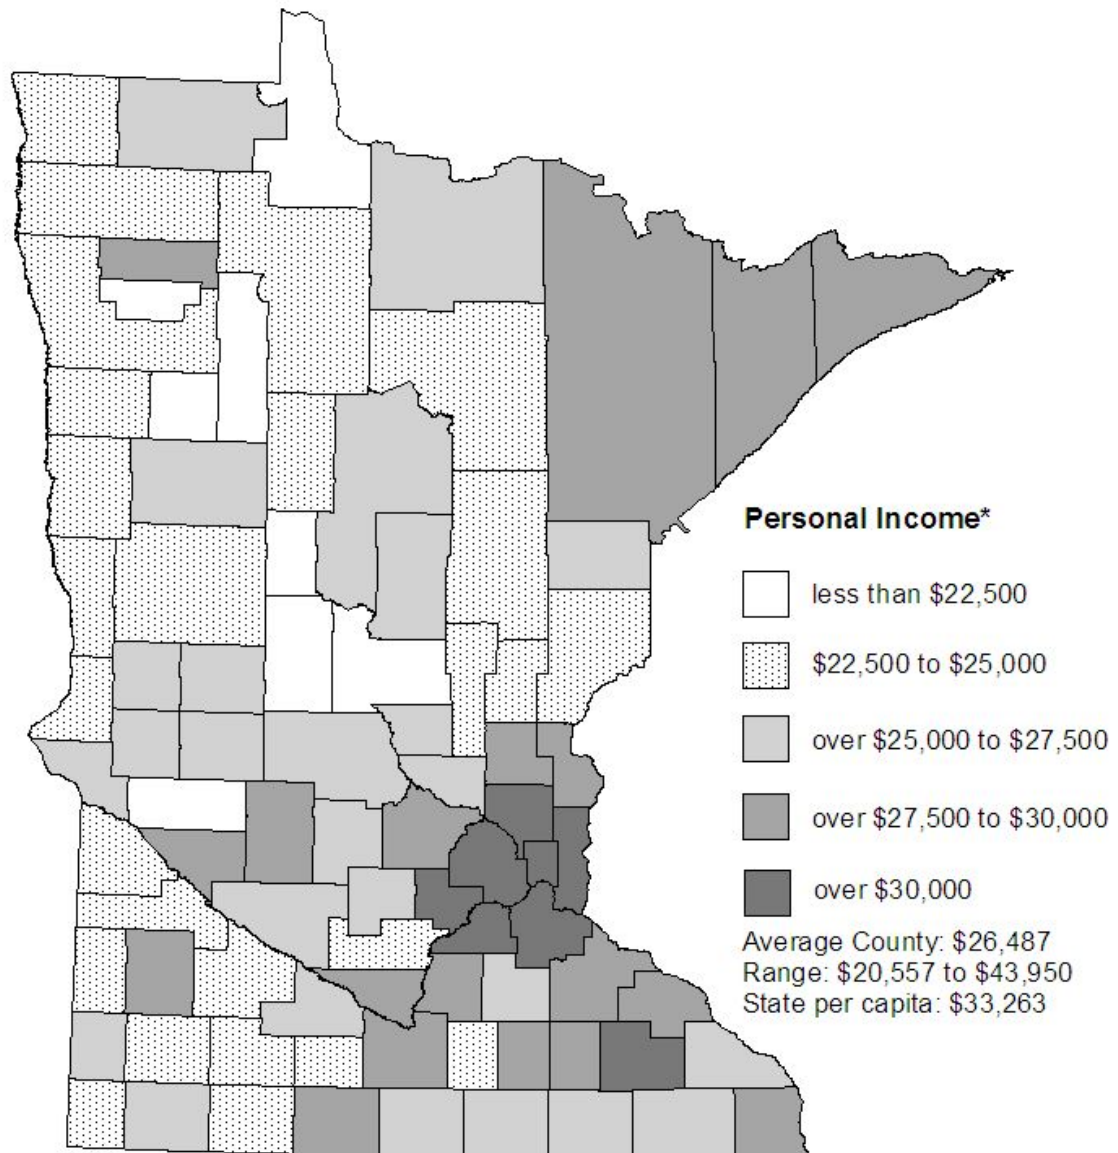 Personal Income*
less than $22,500
$22,500 to $25,000
over $25,000 to $27,500
over $27,500 to $30,000
over $30,000
Average County: $26,487
Range: $20,557 to $43,950
State per capita: $33,263